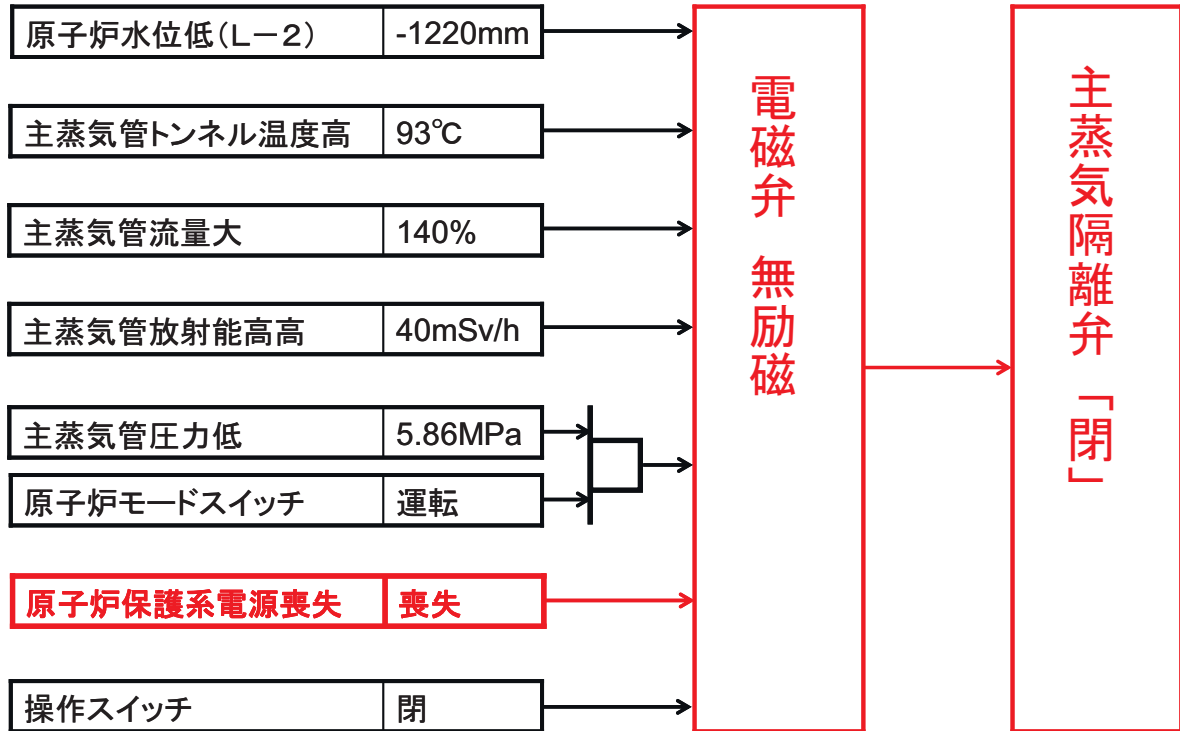 原子炉水位低(L－2) -1220mm
主蒸気管トンネル温度高 93℃
主蒸気管流量大 140%
主蒸気管放射能高高 40mSv/h
主蒸気管圧力低 5.86MPa
原子炉モードスイッチ 運転
原子炉保護系電源喪失 喪失
操作スイッチ 閉
電磁弁 無励磁
主蒸気隔離弁「閉」